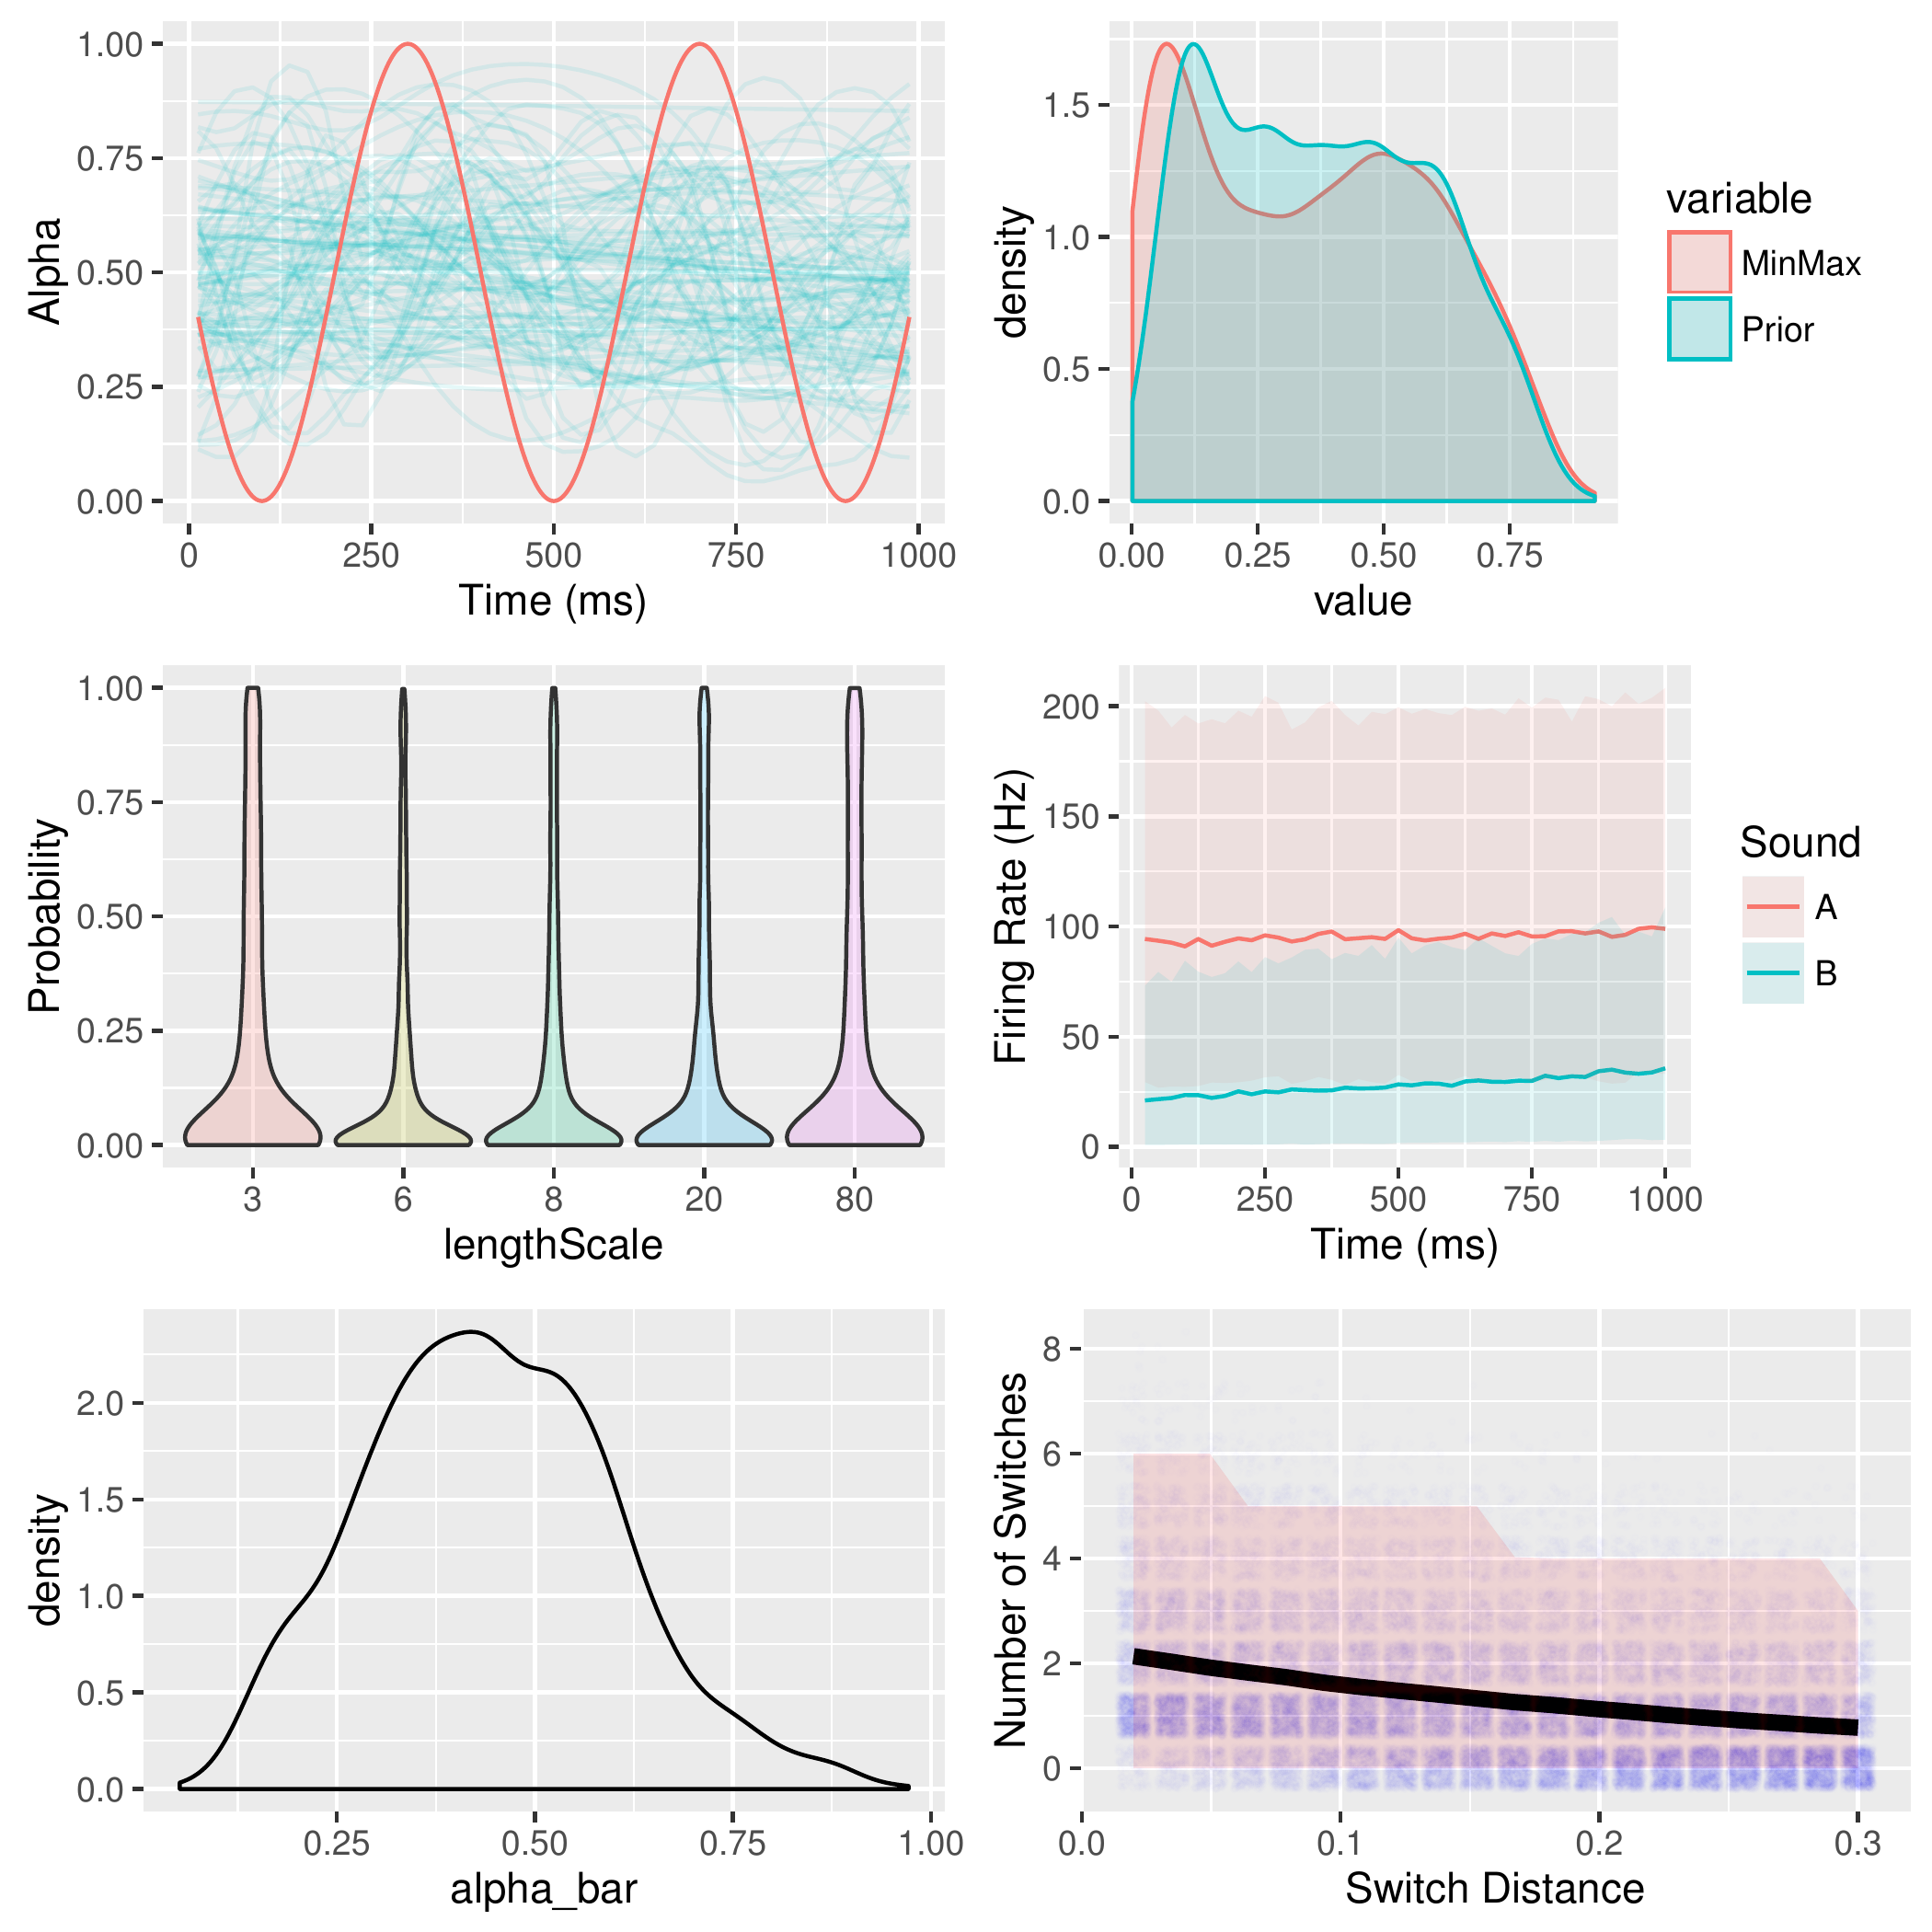 1.00
0.75
0.50
0.25
0.00
Alpha
0 250 500 750 1000
Time (ms)
1.5
1.0
0.5
0.0
density
0.00 0.25 0.50 0.75
value
variable
MinMax
Prior
1.00
0.75
0.50
0.25
0.00
Probability
3 6 8 20 80
lengthScale
200
150
100
50
0
Firing Rate (Hz)
0 250 500 750 1000
Time (ms)
Sound
A
B
2.0
1.5
1.0
0.5
0.0
density
0.25 0.50 0.75 1.00
alpha_bar
8
6
4
2
0
Number of Switches
0.0 0.1 0.2 0.3
Switch Distance